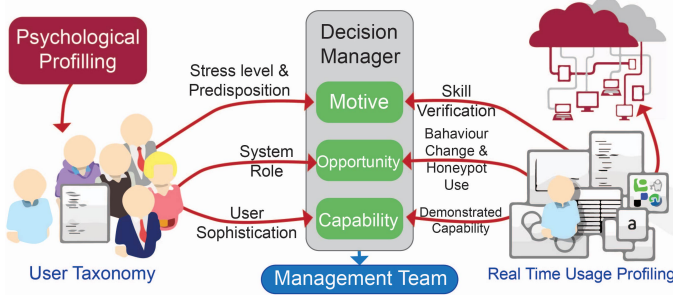 Psychological
Profilling
Decision
Manager
Stress level &
Predisposition
Motive
Skill
Verification
System
Role
Opportunity
Bahaviour
Change &
Honeypot
Use
User
Sophistication
Capability
Demonstrated
Capability
a
User Taxonomy
Management Team
Real Time Usage Profiling